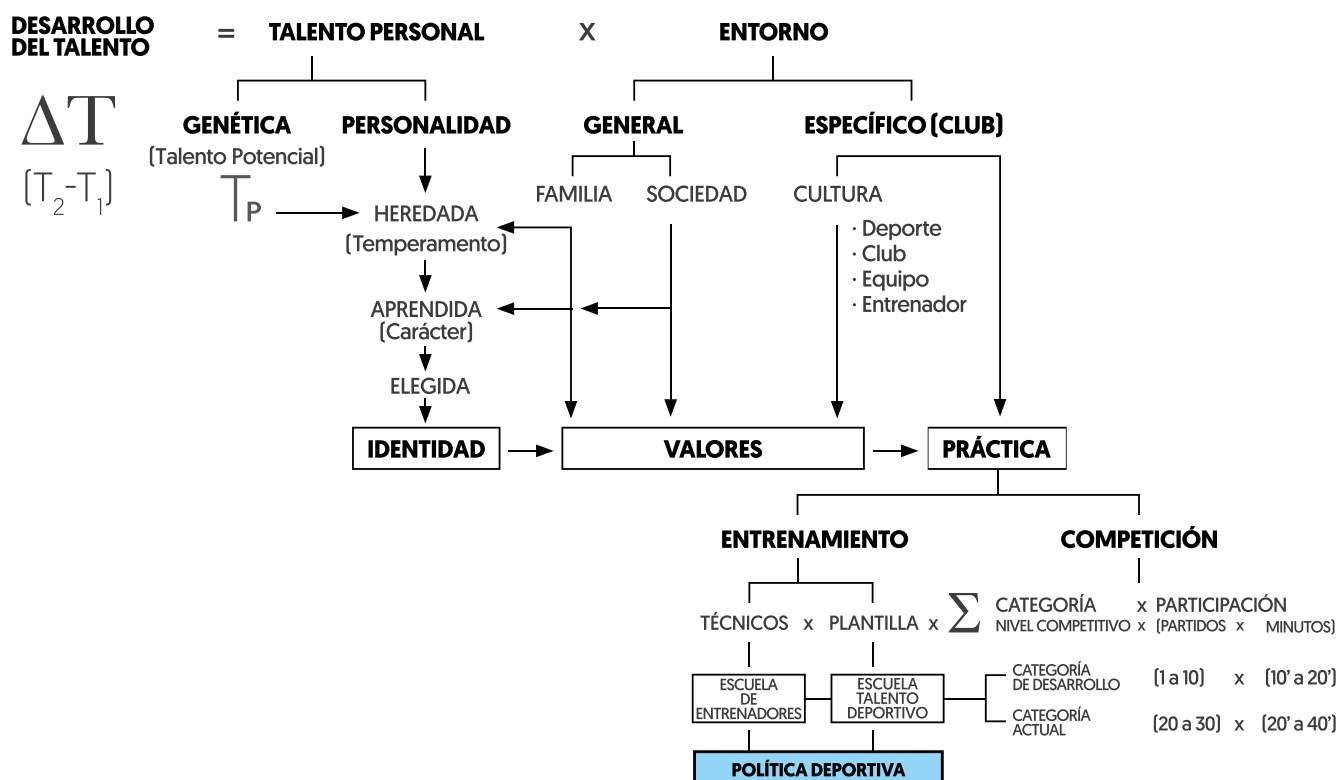 DESARROLLO
DEL TALENTO
= TALENTO PERSONAL X ENTORNO
ΔT
(T2-T1)
GENÉTICA
(Talento Potencial)
TP
PERSONALIDAD
HEREDADA
(Temperamento)
APRENDIDA
(Carácter)
ELEGIDA
GENERAL
FAMILIA SOCIEDAD
ESPECÍFICO (CLUB)
CULTURA
· Deporte
· Club
· Equipo
· Entrenador
IDENTIDAD VALORES PRÁCTICA
ENTRENAMIENTO COMPETICIÓN
TÉCNICOS x PLANTILLA x Σ CATEGORÍA x PARTICIPACIÓN
NIVEL COMPETITIVO x (PARTIDOS x MINUTOS)
ESCUELA
DE
ENTRENADORES
ESCUELA
TALENTO
DEPORTIVO
CATEGORÍA
DE DESARROLLO
(1 a 10) x (10' a 20')
CATEGORÍA
ACTUAL
(20 a 30) x (20' a 40')
POLÍTICA DEPORTIVA